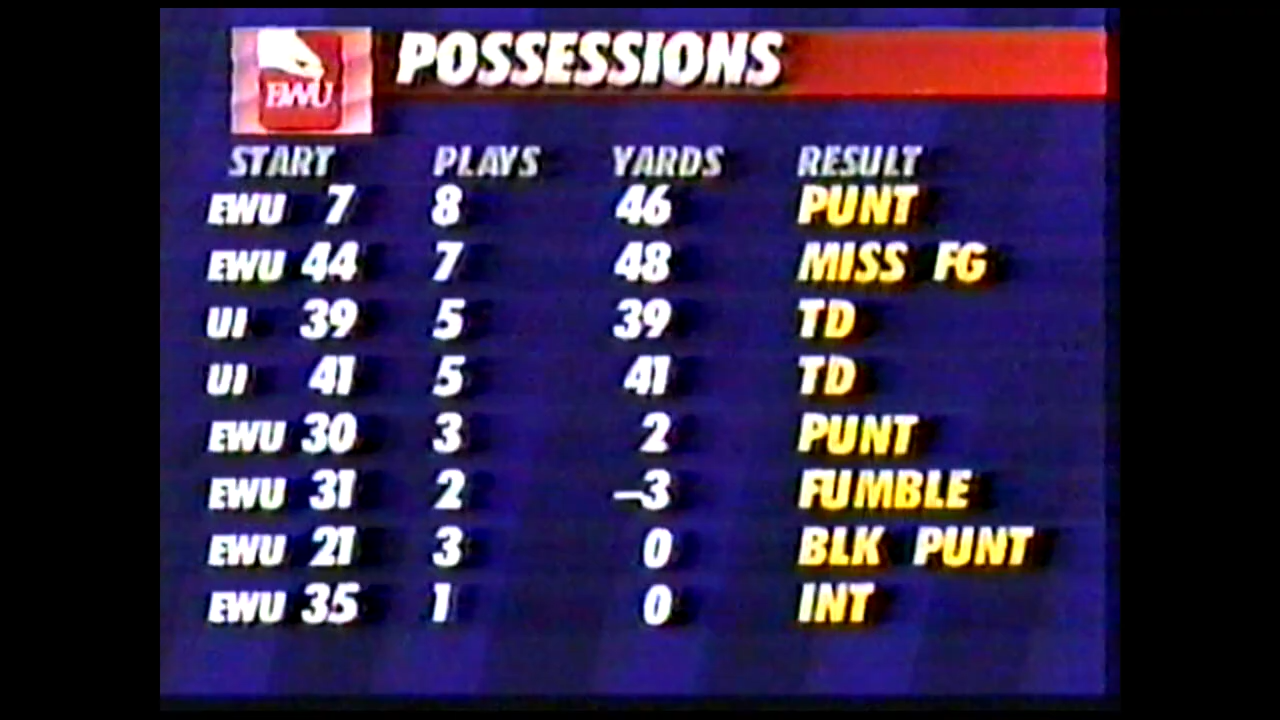 EWU POSSESSIONS
START PLAYS YARDS RESULT
EWU 7 8 46 PUNT
EWU 44 7 48 MISS FG
UI 39 5 39 TD
UI 41 5 41 TD
EWU 30 3 2 PUNT
EWU 31 2 -3 FUMBLE
EWU 21 3 0 BLK PUNT
EWU 35 1 0 INT